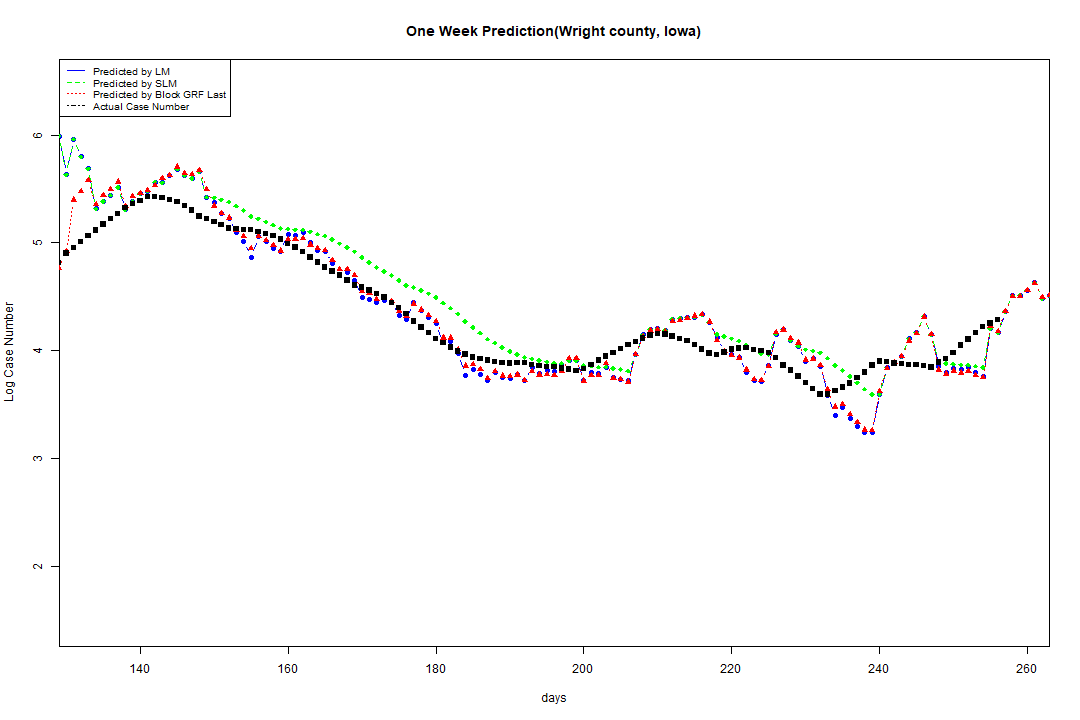 One Week Prediction(Wright county, Iowa)
Predicted by LM
Predicted by SLM
Predicted by Block GRF Last
Actual Case Number
6
5
4
3
2
Log Case Number
140 160 180 200 220 240 260
days